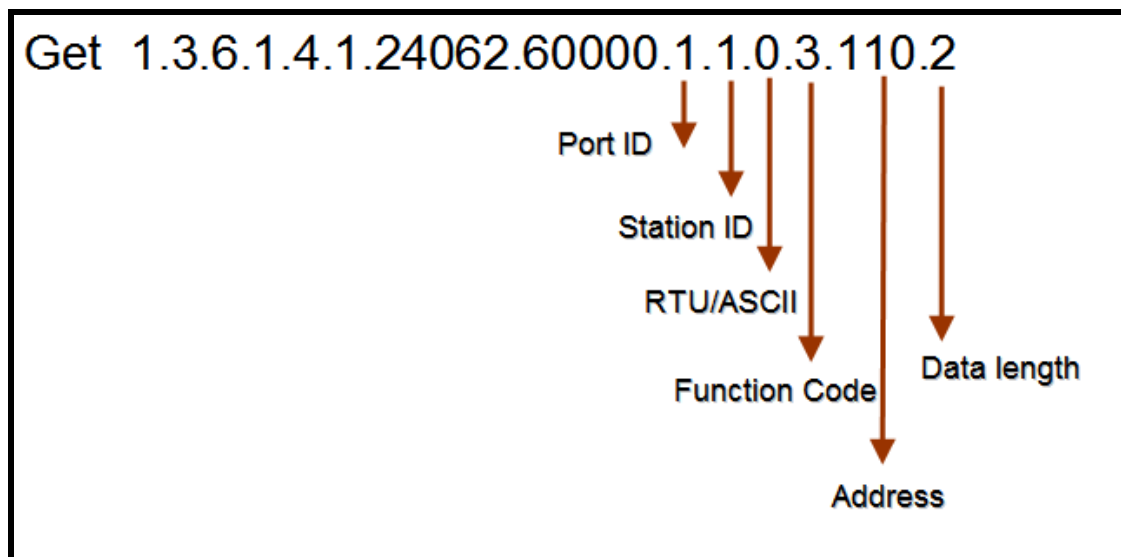 Get 1.3.6.1.4.1.24062.60000.1.1.0.3.110.2
Port ID
Station ID
RTU/ASCII
Function Code
Data length
Address